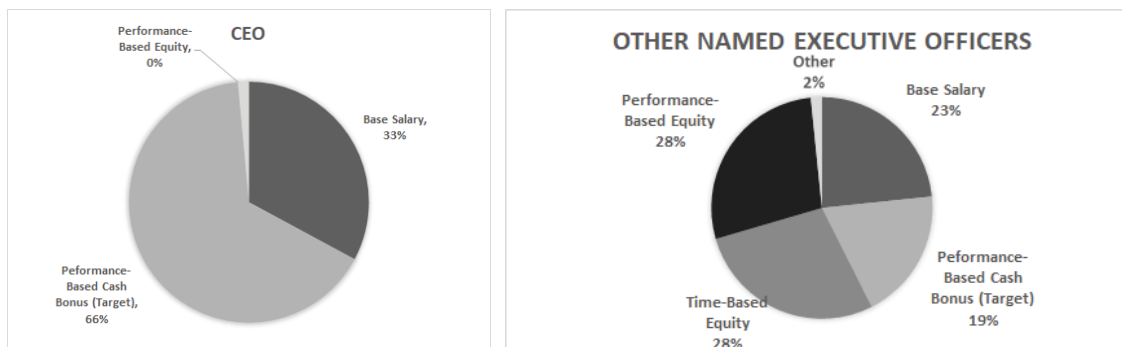 CEO
Performance-
Based Equity,
0%
Base Salary,
33%
Peformance-
Based Cash
Bonus (Target),
66%
OTHER NAMED EXECUTIVE OFFICERS
Other
2%
Base Salary
23%
Performance-
Based Equity
28%
Peformance-
Based Cash
Bonus (Target)
19%
Time-Based
Equity
28%